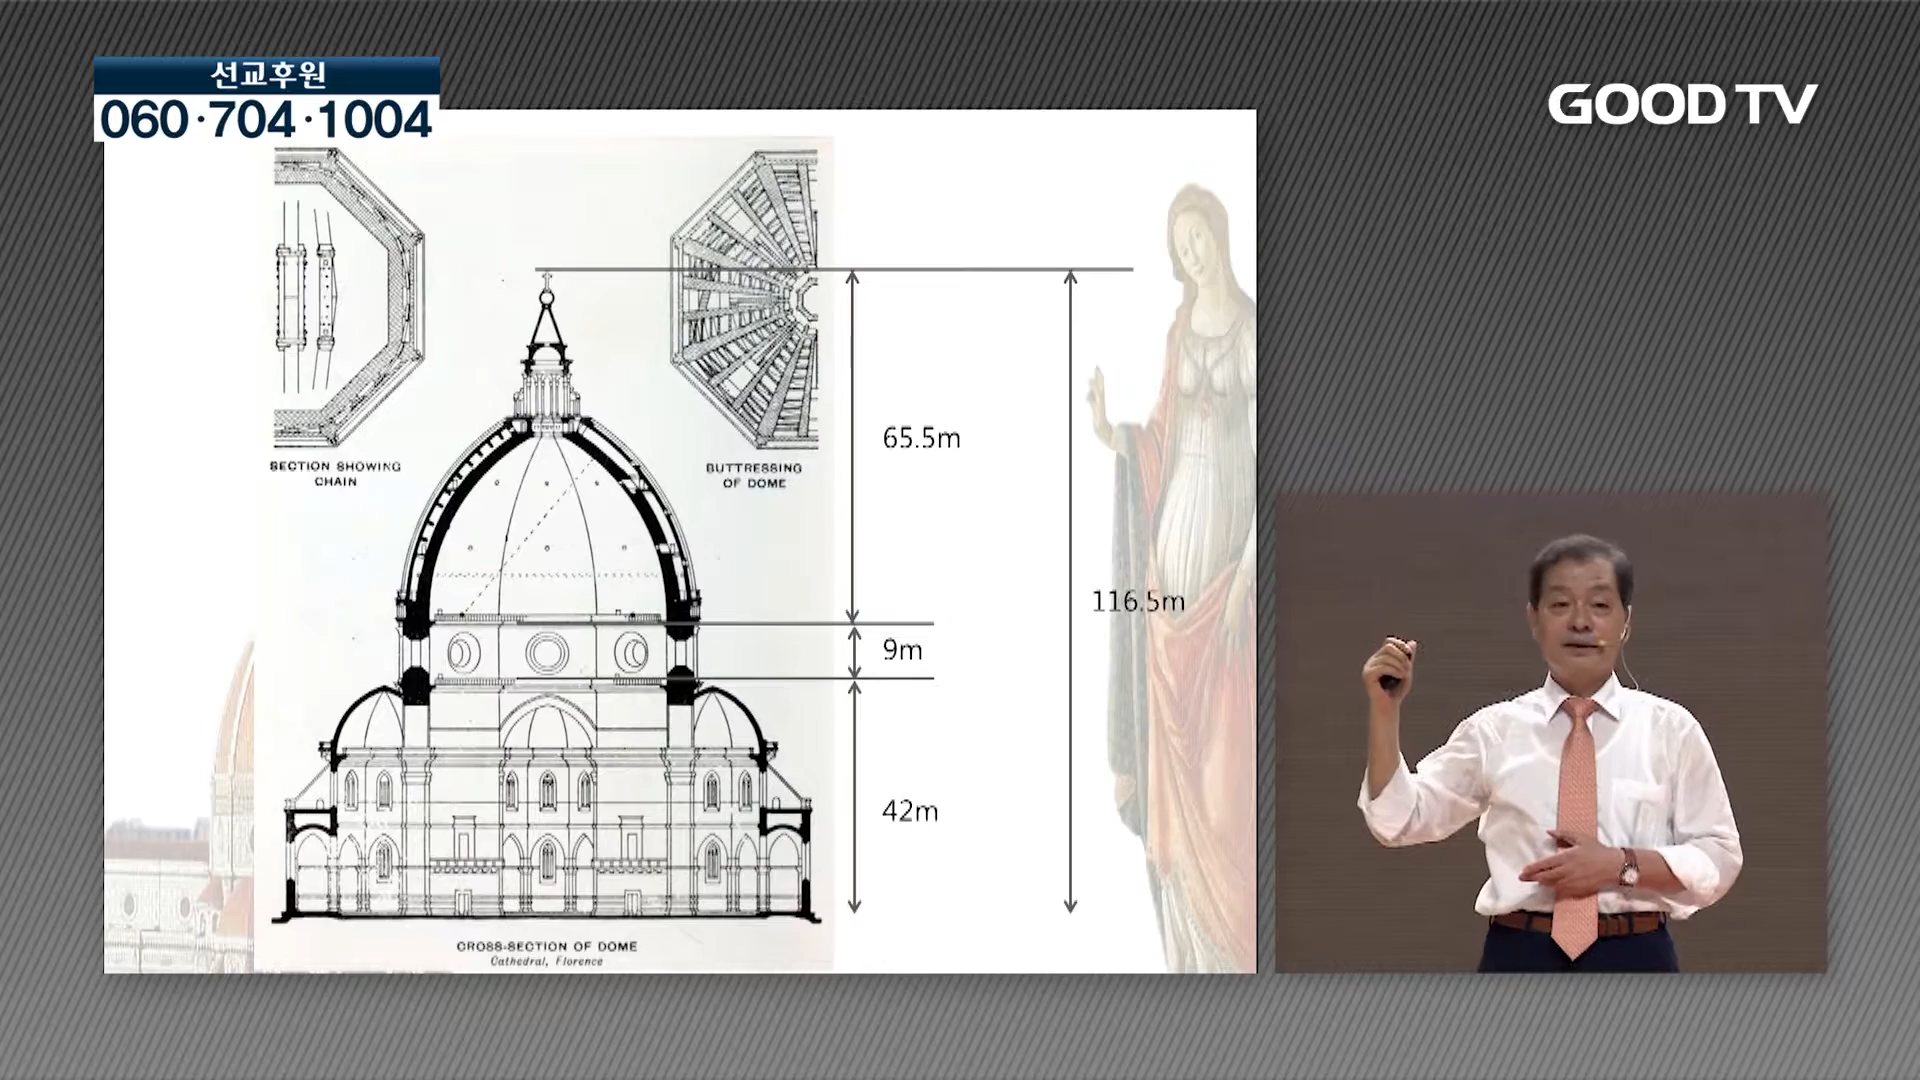 선교후원
060·704·1004
GOOD TV
SECTION SHOWING
CHAIN
BUTTRESSING
OF DOME
65.5m
116.5m
9m
42m
CROSS-SECTION OF DOME
Cathedral, Florence